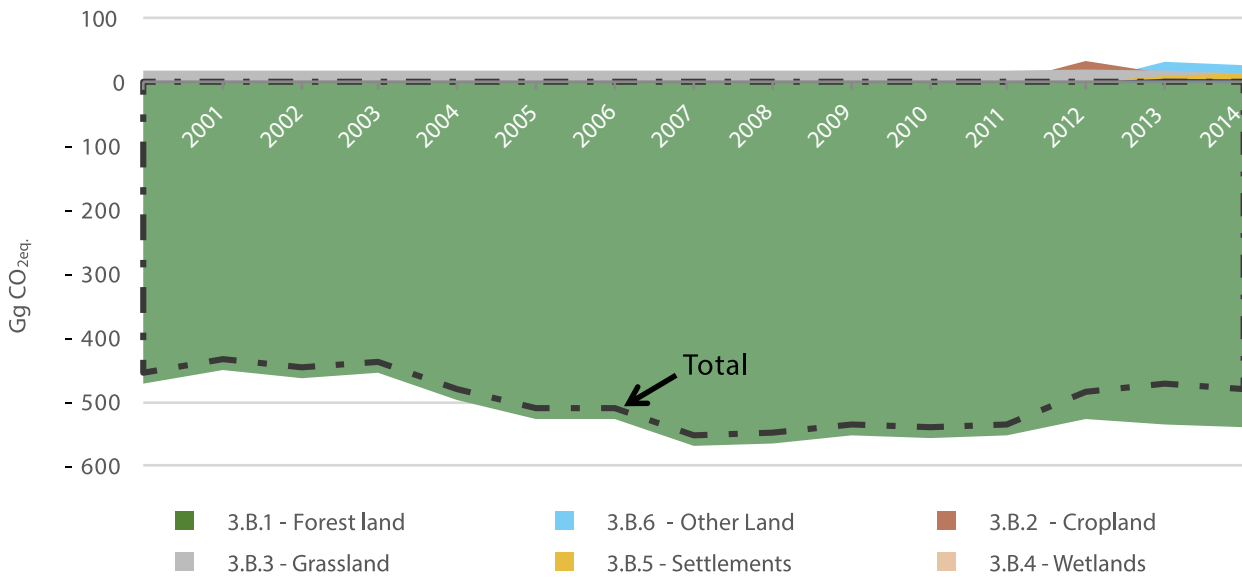 100
0
- 100
- 200
- 300
- 400
- 500
- 600
Gg CO2eq.
2001 2002 2003 2004 2005 2006 2007 2008 2009 2010 2011 2012 2013 2014
Total
3.B.1 - Forest land 3.B.6 - Other Land 3.B.2 - Cropland
3.B.3 - Grassland 3.B.5 - Settlements 3.B.4 - Wetlands